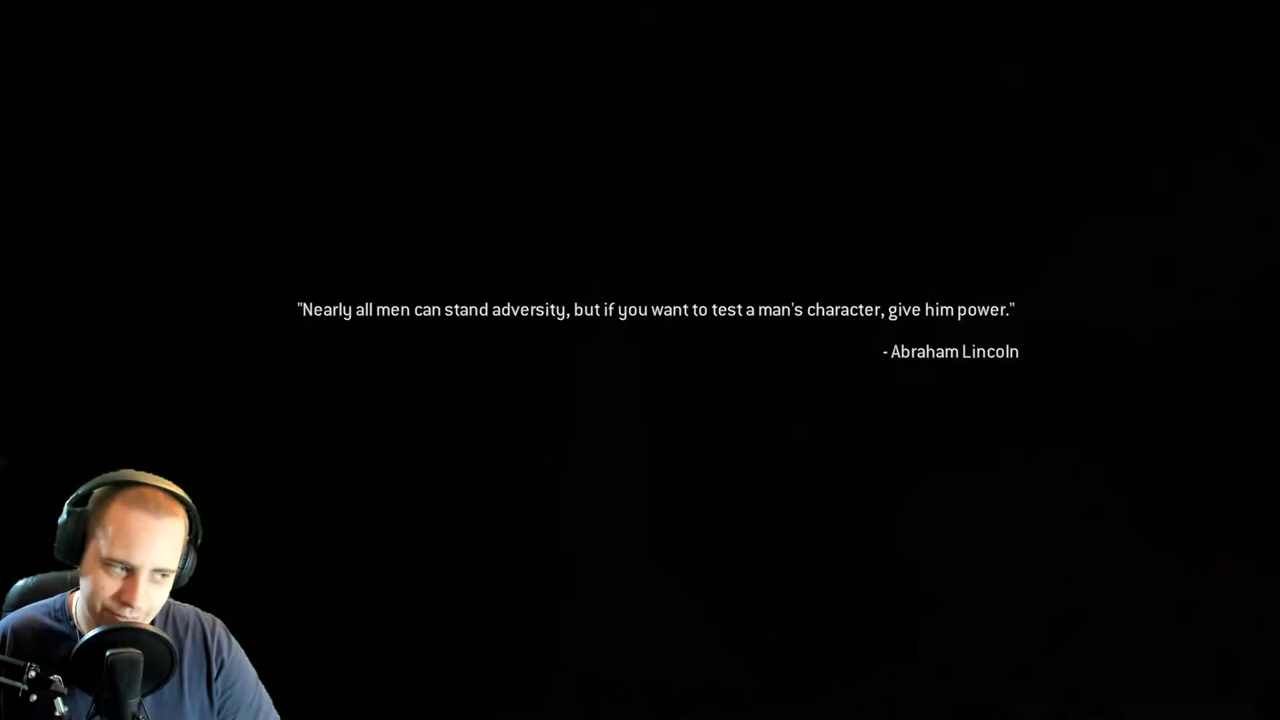 "Nearly all men can stand adversity, but if you want to test a man's character, give him power."
- Abraham Lincoln